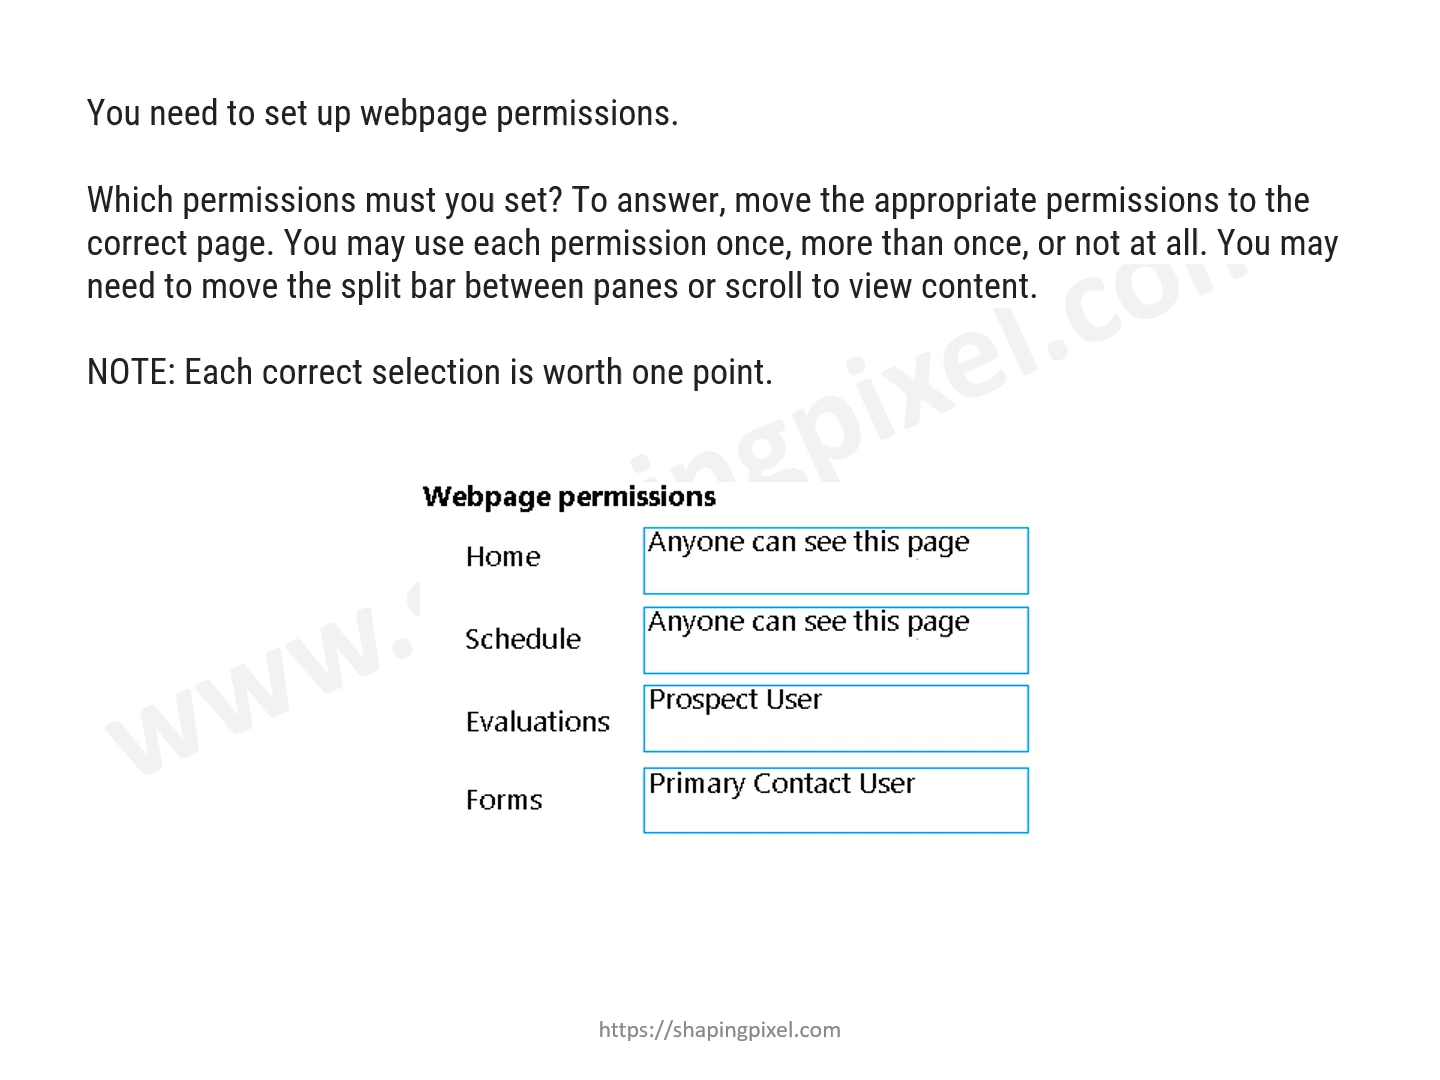 You need to set up webpage permissions.
Which permissions must you set? To answer, move the appropriate permissions to the
correct page. You may use each permission once, more than once, or not at all. You may
need to move the split bar between panes or scroll to view content.
NOTE: Each correct selection is worth one point.
Webpage permissions
Home
Anyone can see this page
Schedule
Anyone can see this page
Evaluations
Prospect User
Forms
Primary Contact User
https://shapingpixel.com